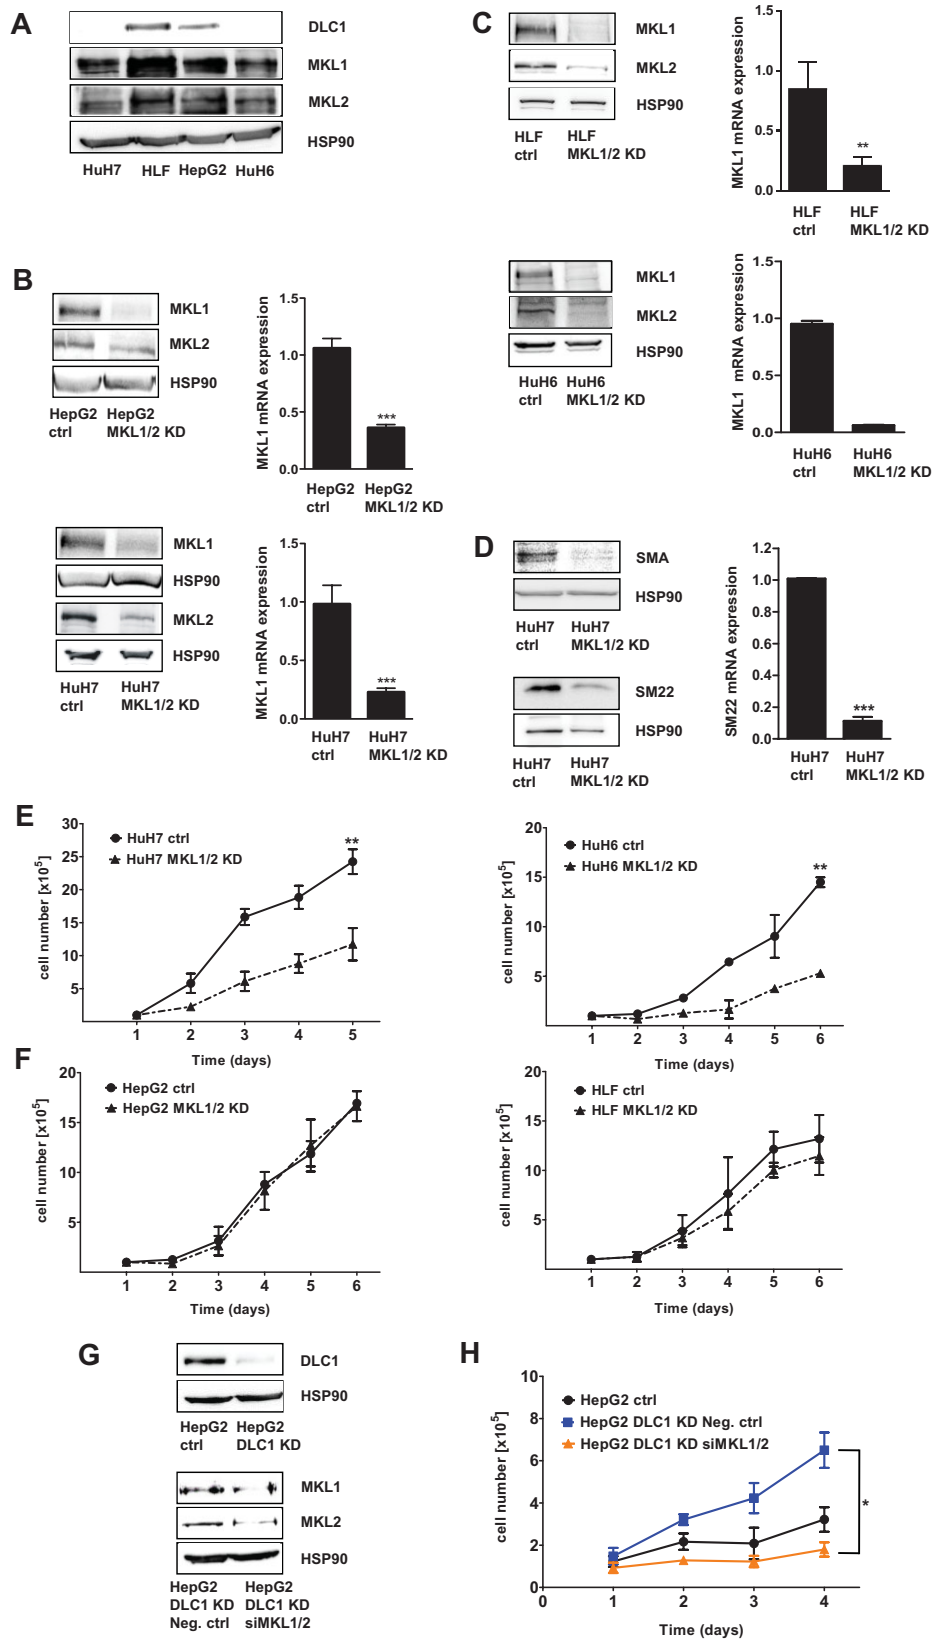 A
DLC1
MKL1
MKL2
HSP90
HuH7 HLF HepG2 HuH6
B
MKL1
MKL2
HSP90
HepG2 HepG2
ctrl MKL1/2 KD
MKL1 mRNA expression
1.5
1.0
0.5
0.0
***
HepG2 HepG2
ctrl MKL1/2 KD
MKL1
HSP90
MKL2
HSP90
HuH7 HuH7
ctrl MKL1/2 KD
MKL1 mRNA expression
1.5
1.0
0.5
0.0
***
HuH7 HuH7
ctrl MKL1/2 KD
C
MKL1
MKL2
HSP90
HLF HLF
ctrl MKL1/2 KD
MKL1 mRNA expression
1.5
1.0
0.5
0.0
**
HLF HLF
ctrl MKL1/2 KD
MKL1
MKL2
HSP90
HuH6 HuH6
ctrl MKL1/2 KD
MKL1 mRNA expression
1.5
1.0
0.5
0.0
HuH6 HuH6
ctrl MKL1/2 KD
D
SMA
HSP90
HuH7 HuH7
ctrl MKL1/2 KD
SM22
HSP90
HuH7 HuH7
ctrl MKL1/2 KD
SM22 mRNA expression
1.2
1.0
0.8
0.6
0.4
0.2
0.0
***
HuH7 HuH7
ctrl MKL1/2 KD
E
cell number [x10⁵]
30
25
20
15
10
5
HuH7 ctrl
HuH7 MKL1/2 KD
**
1 2 3 4 5
Time (days)
cell number [x10⁵]
20
15
10
5
HuH6 ctrl
HuH6 MKL1/2 KD
**
1 2 3 4 5 6
Time (days)
F
cell number [x10⁵]
20
15
10
5
HepG2 ctrl
HepG2 MKL1/2 KD
1 2 3 4 5 6
Time (days)
cell number [x10⁵]
20
15
10
5
HLF ctrl
HLF MKL1/2 KD
1 2 3 4 5 6
Time (days)
G
DLC1
HSP90
HepG2 HepG2
ctrl DLC1 KD
MKL1
MKL2
HSP90
HepG2 HepG2
DLC1 KD DLC1 KD
Neg. ctrl siMKL1/2
H
cell number [x10⁵]
10
8
6
4
2
0
HepG2 ctrl
HepG2 DLC1 KD Neg. ctrl
HepG2 DLC1 KD siMKL1/2
*
0 1 2 3 4
Time (days)